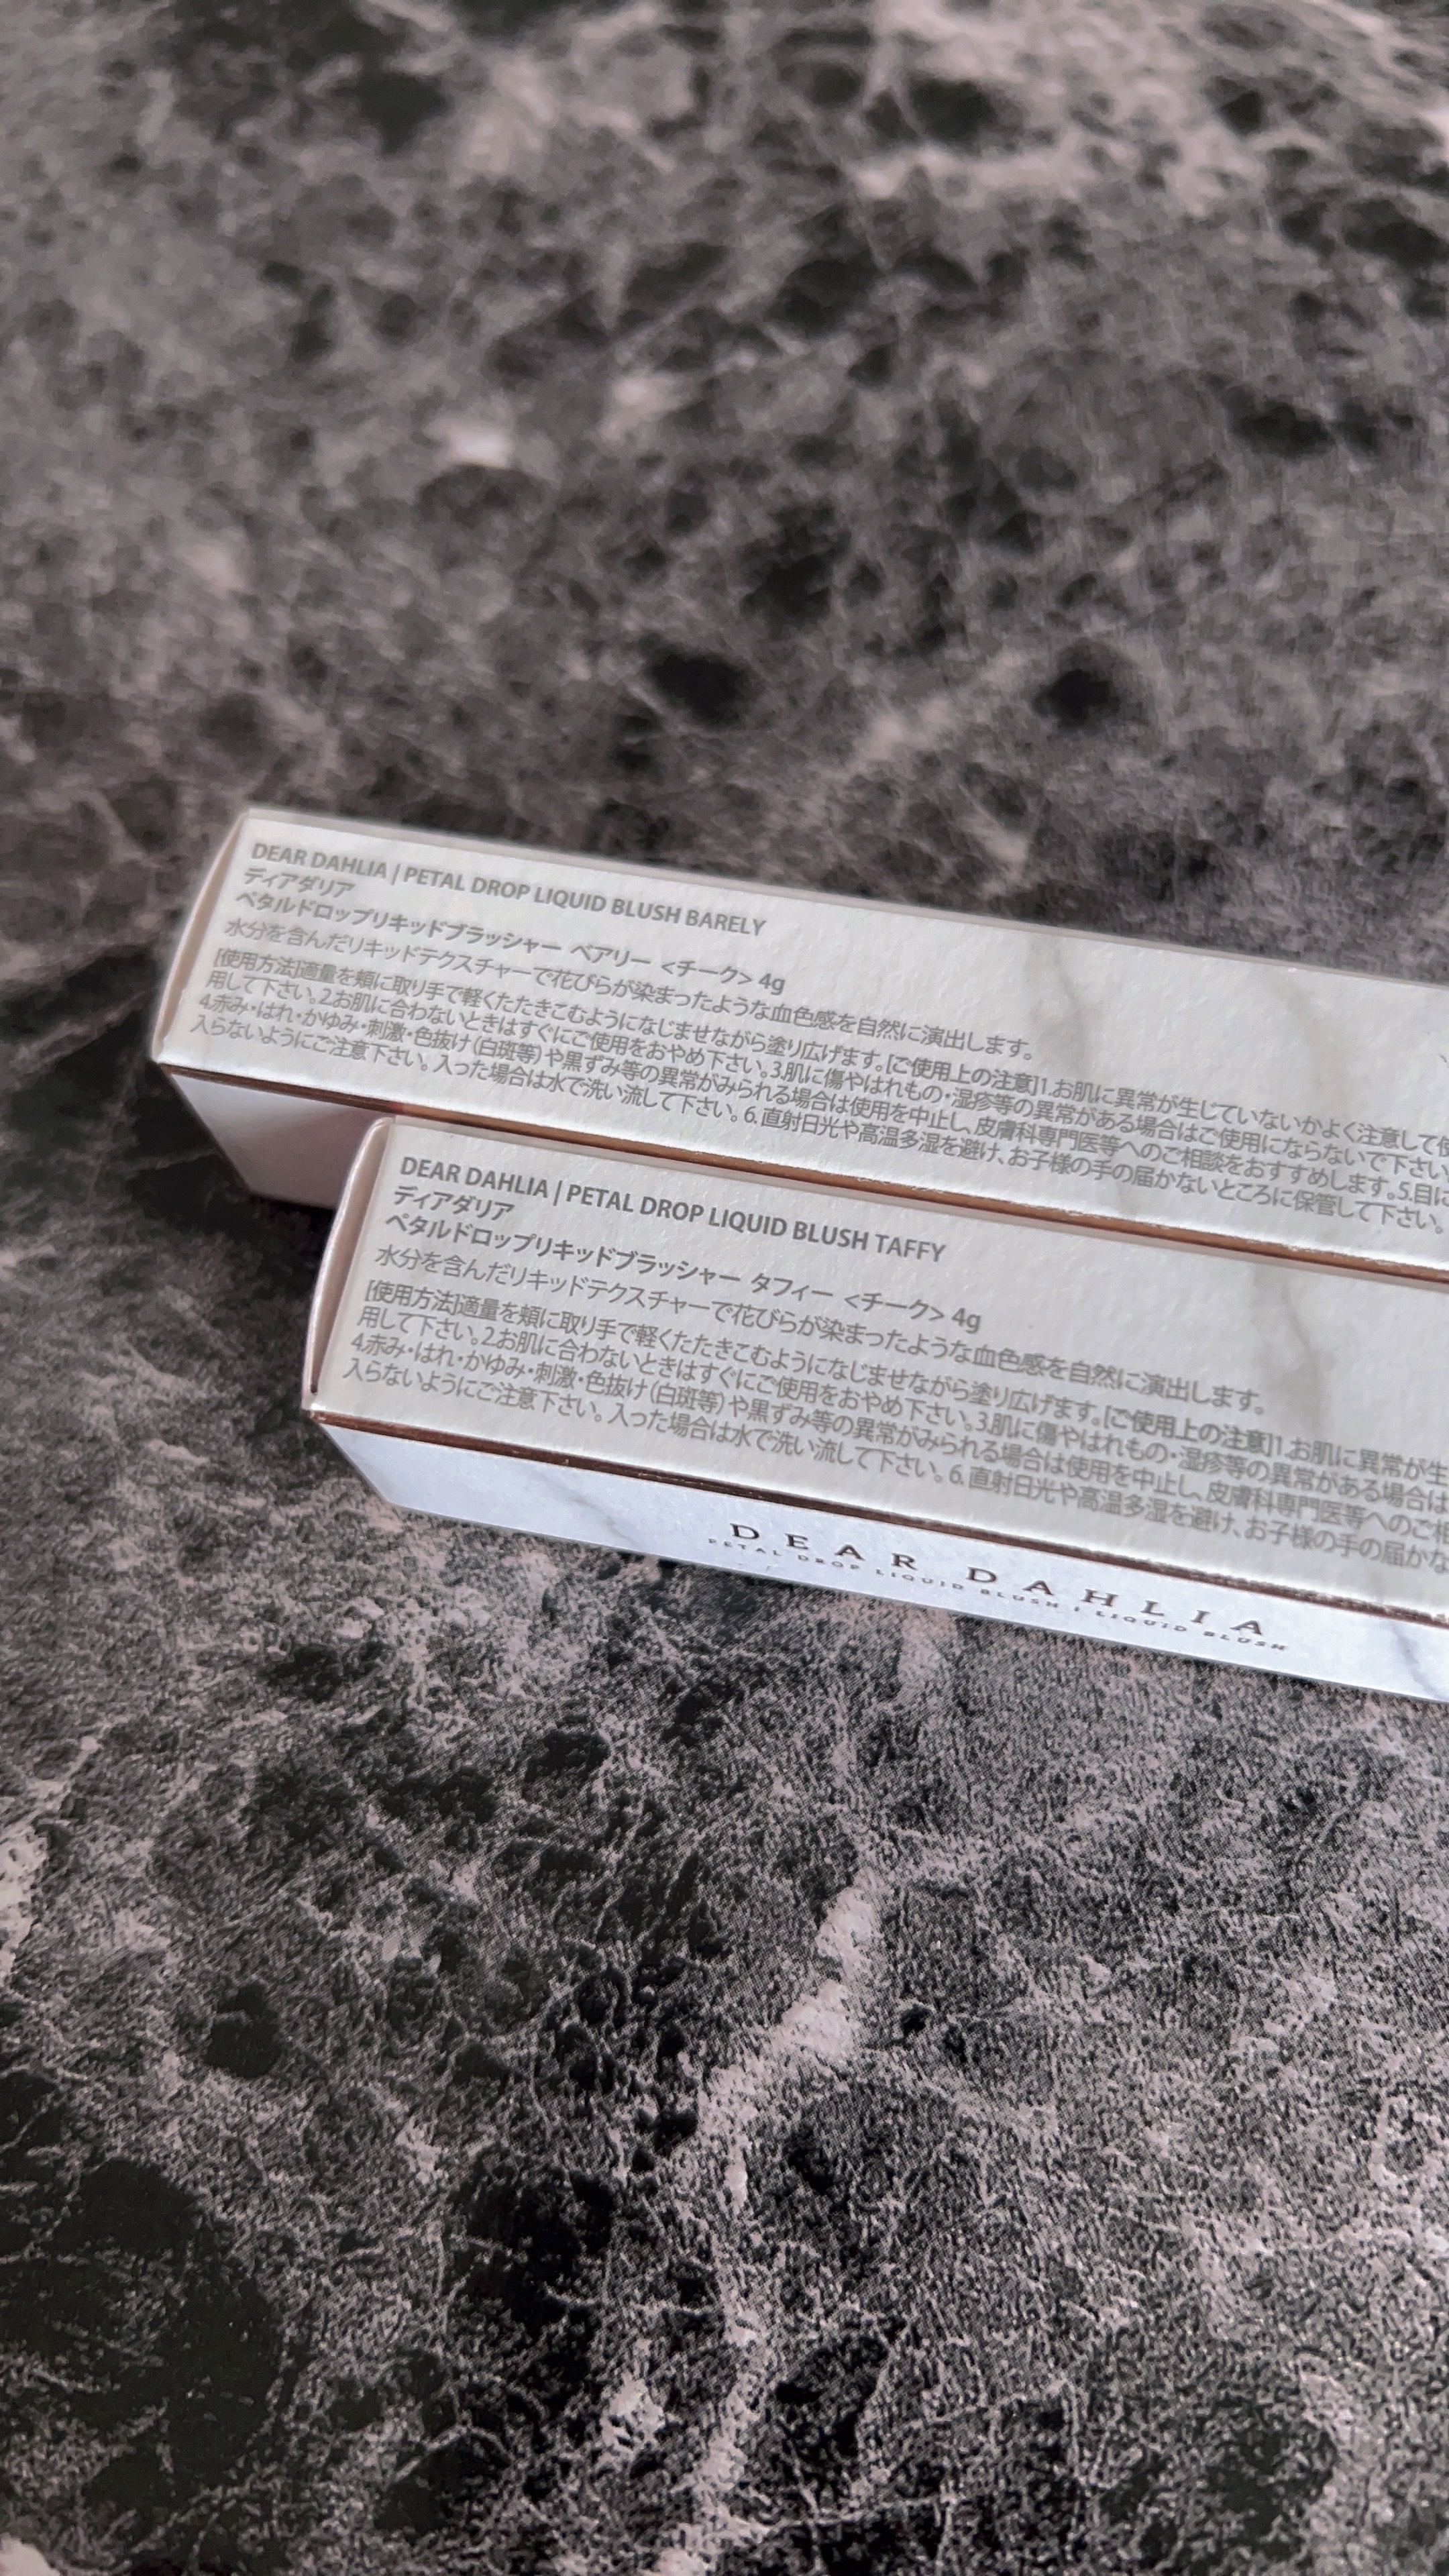 DEAR DAHLIA | PETAL DROP LIQUID BLUSH BARELY
ディアダリア
ペタルドロップリキッドブラッシャー ベアリー <チーク> 4g
水分を含んだリキッドテクスチャーで花びらが染まったような血色感を自然に演出します。
[使用方法]適量を頬に取り手で軽くたたきこむようになじませながら塗り広げます。[ご使用上の注意]1.お肌に異常が生じていないかよく注意して使
用して下さい。2.お肌に合わないときはすぐにご使用をおやめ下さい。3.肌に傷やはれもの・湿疹等の異常がある場合はご使用にならないで下さい
4.赤み・はれ・かゆみ・刺激・色抜け(白斑等)や黒ずみ等の異常がみられる場合は使用を中止し、皮膚科専門医等へのご相談をおすすめします。5.目に
入らないようにご注意下さい。入った場合は水で洗い流して下さい。6.直射日光や高温多湿を避け、お子様の手の届かないところに保管して下さい。
DEAR DAHLIA | PETAL DROP LIQUID BLUSH TAFFY
ディアダリア
ペタルドロップリキッドブラッシャー タフィー <チーク> 4g
水分を含んだリキッドテクスチャーで花びらが染まったような血色感を自然に演出します。
[使用方法]適量を頬に取り手で軽くたたきこむようになじませながら塗り広げます。[ご使用上の注意]1.お肌に異常が生
用して下さい。2.お肌に合わないときはすぐにご使用をおやめ下さい。3.肌に傷やはれもの・湿疹等の異常がある場合は
4.赤み・はれ・かゆみ・刺激・色抜け(白斑等)や黒ずみ等の異常がみられる場合は使用を中止し、皮膚科専門医等へのご相
入らないようにご注意下さい。入った場合は水で洗い流して下さい。6.直射日光や高温多湿を避け、お子様の手の届かな
DEAR DAHLIA
PETAL DROP LIQUID BLUSH | LIQUID BLUSH